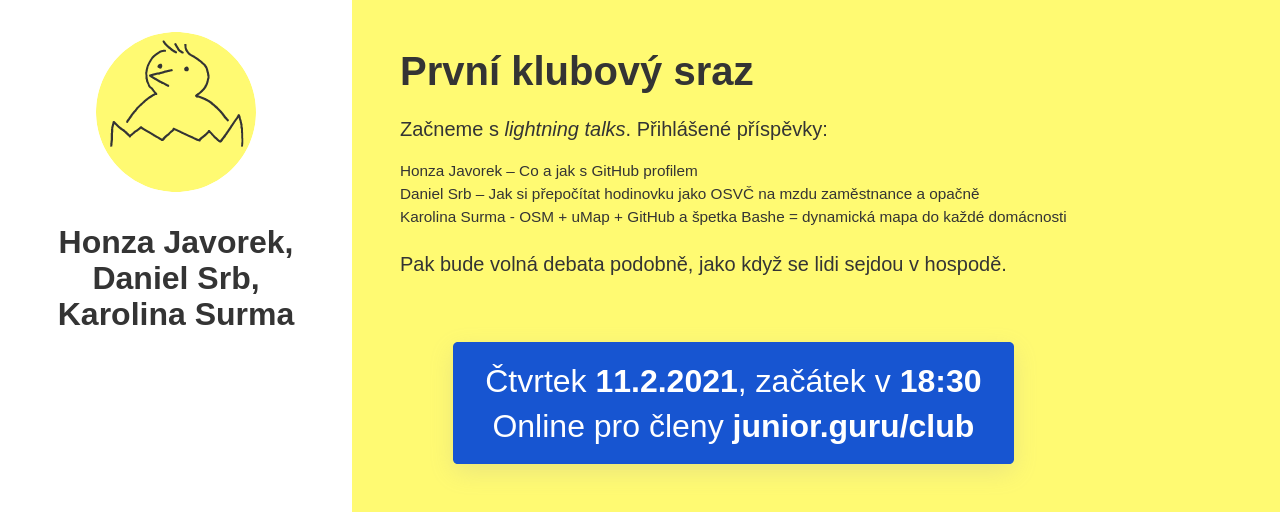 Honza Javorek,
Daniel Srb,
Karolina Surma
První klubový sraz
Začneme s lightning talks. Přihlášené příspěvky:
Honza Javorek – Co a jak s GitHub profilem
Daniel Srb – Jak si přepočítat hodinovku jako OSVČ na mzdu zaměstnance a opačně
Karolina Surma - OSM + uMap + GitHub a špetka Bashe = dynamická mapa do každé domácnosti
Pak bude volná debata podobně, jako když se lidi sejdou v hospodě.
Čtvrtek 11.2.2021, začátek v 18:30
Online pro členy junior.guru/club